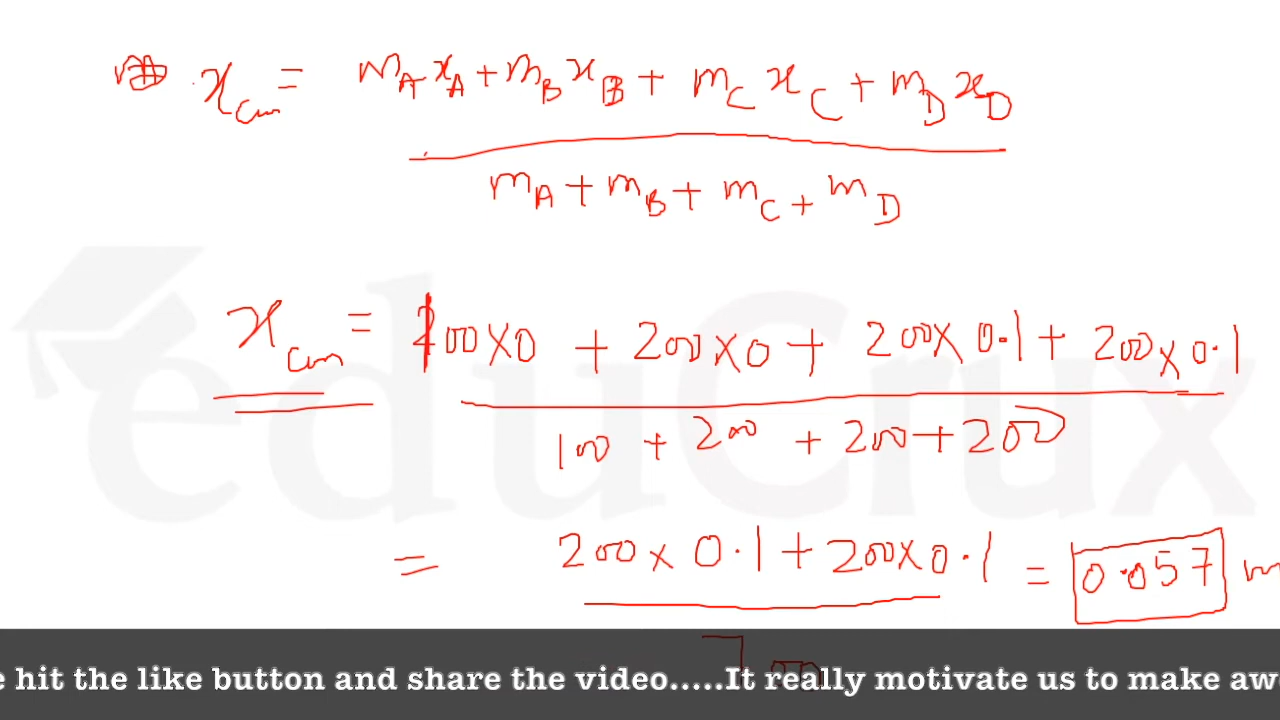 x_cm = m_A x_A + m_B x_B + m_C x_C + m_D x_D
m_A + m_B + m_C + m_D
x_cm = 100×0 + 200×0 + 200×0.1 + 200×0.1
100 + 200 + 200 + 200
= 200×0.1 + 200×0.1 = 0.057 m
eduCrux
hit the like button and share the video.....It really motivate us to make